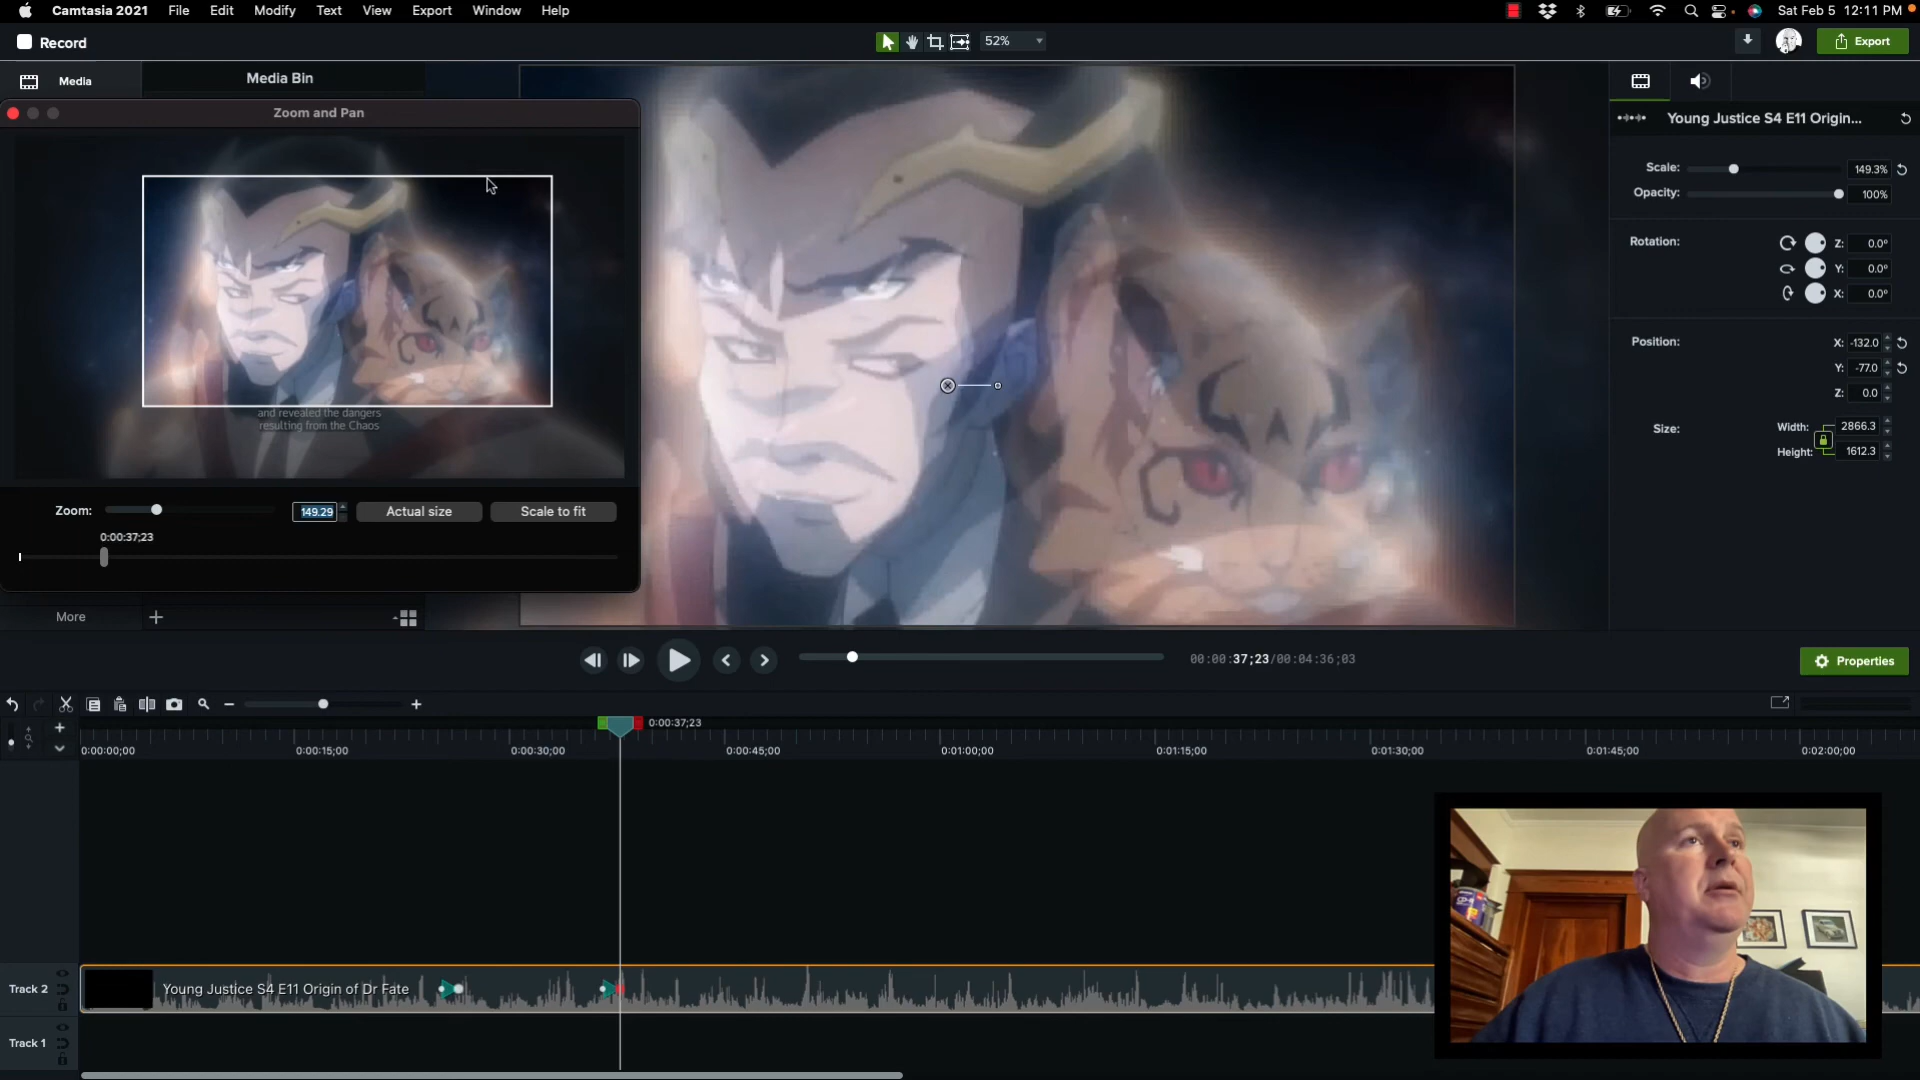 Camtasia 2021 File Edit Modify Text View Export Window Help
Sat Feb 5 12:11 PM
Record
52%
Export
Media
Media Bin
Zoom and Pan
and revealed the dangers
resulting from the Chaos
Zoom:
149.29
Actual size
Scale to fit
0:00:37;23
More
Young Justice S4 E11 Origin...
Scale:
149.3%
Opacity:
100%
Rotation:
Z: 0.0°
Y: 0.0°
X: 0.0°
Position:
X: -132.0
Y: -77.0
Z: 0.0
Size:
Width: 2866.3
Height: 1612.3
00:00:37;23/00:04:36;03
Properties
0:00:37;23
0:00:00;00 0:00:15;00 0:00:30;00 0:00:45;00 0:01:00;00 0:01:15;00 0:01:30;00 0:01:45;00 0:02:00;00
Track 2
Young Justice S4 E11 Origin of Dr Fate
Track 1